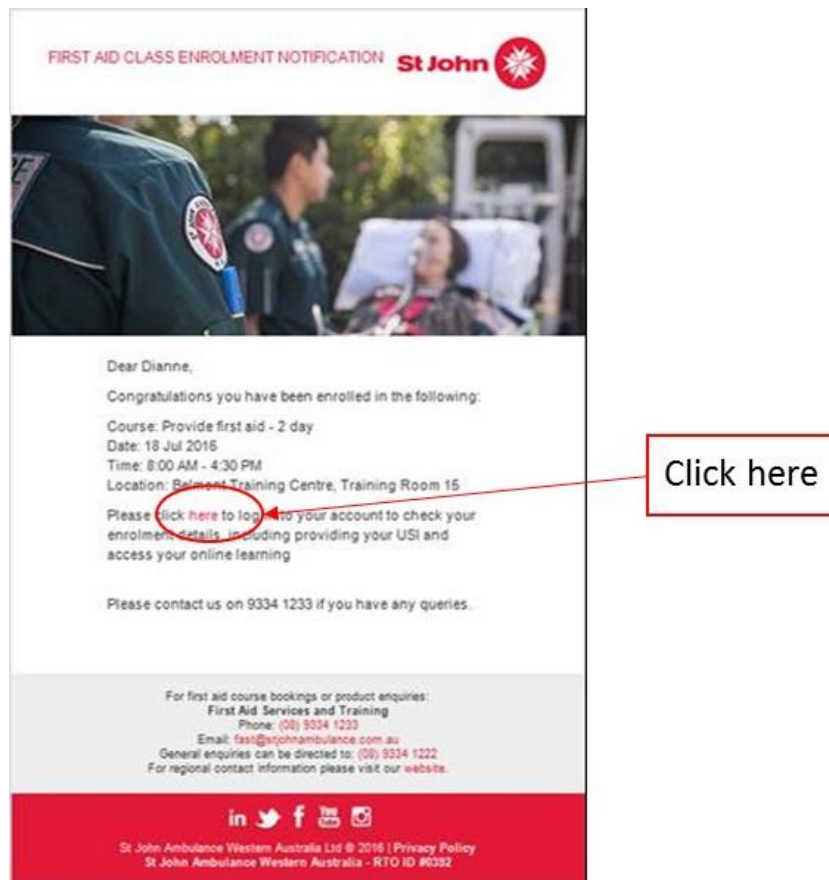 FIRST AID CLASS ENROLMENT NOTIFICATION
St John
Dear Dianne,
Congratulations you have been enrolled in the following:
Course: Provide first aid - 2 day
Date: 18 Jul 2016
Time: 8:00 AM - 4:30 PM
Location: Belmont Training Centre, Training Room 15
Please click here to log into your account to check your
enrolment details, including providing your USI and
access your online learning
Click here
Please contact us on 9334 1233 if you have any queries.
For first aid course bookings or product enquiries:
First Aid Services and Training
Phone: (08) 9334 1233
Email: fast@stjohnambulance.com.au
General enquiries can be directed to: (08) 9334 1222
For regional contact information please visit our website.
in f You Tube
St John Ambulance Western Australia Ltd © 2016 | Privacy Policy
St John Ambulance Western Australia - RTO ID #0392